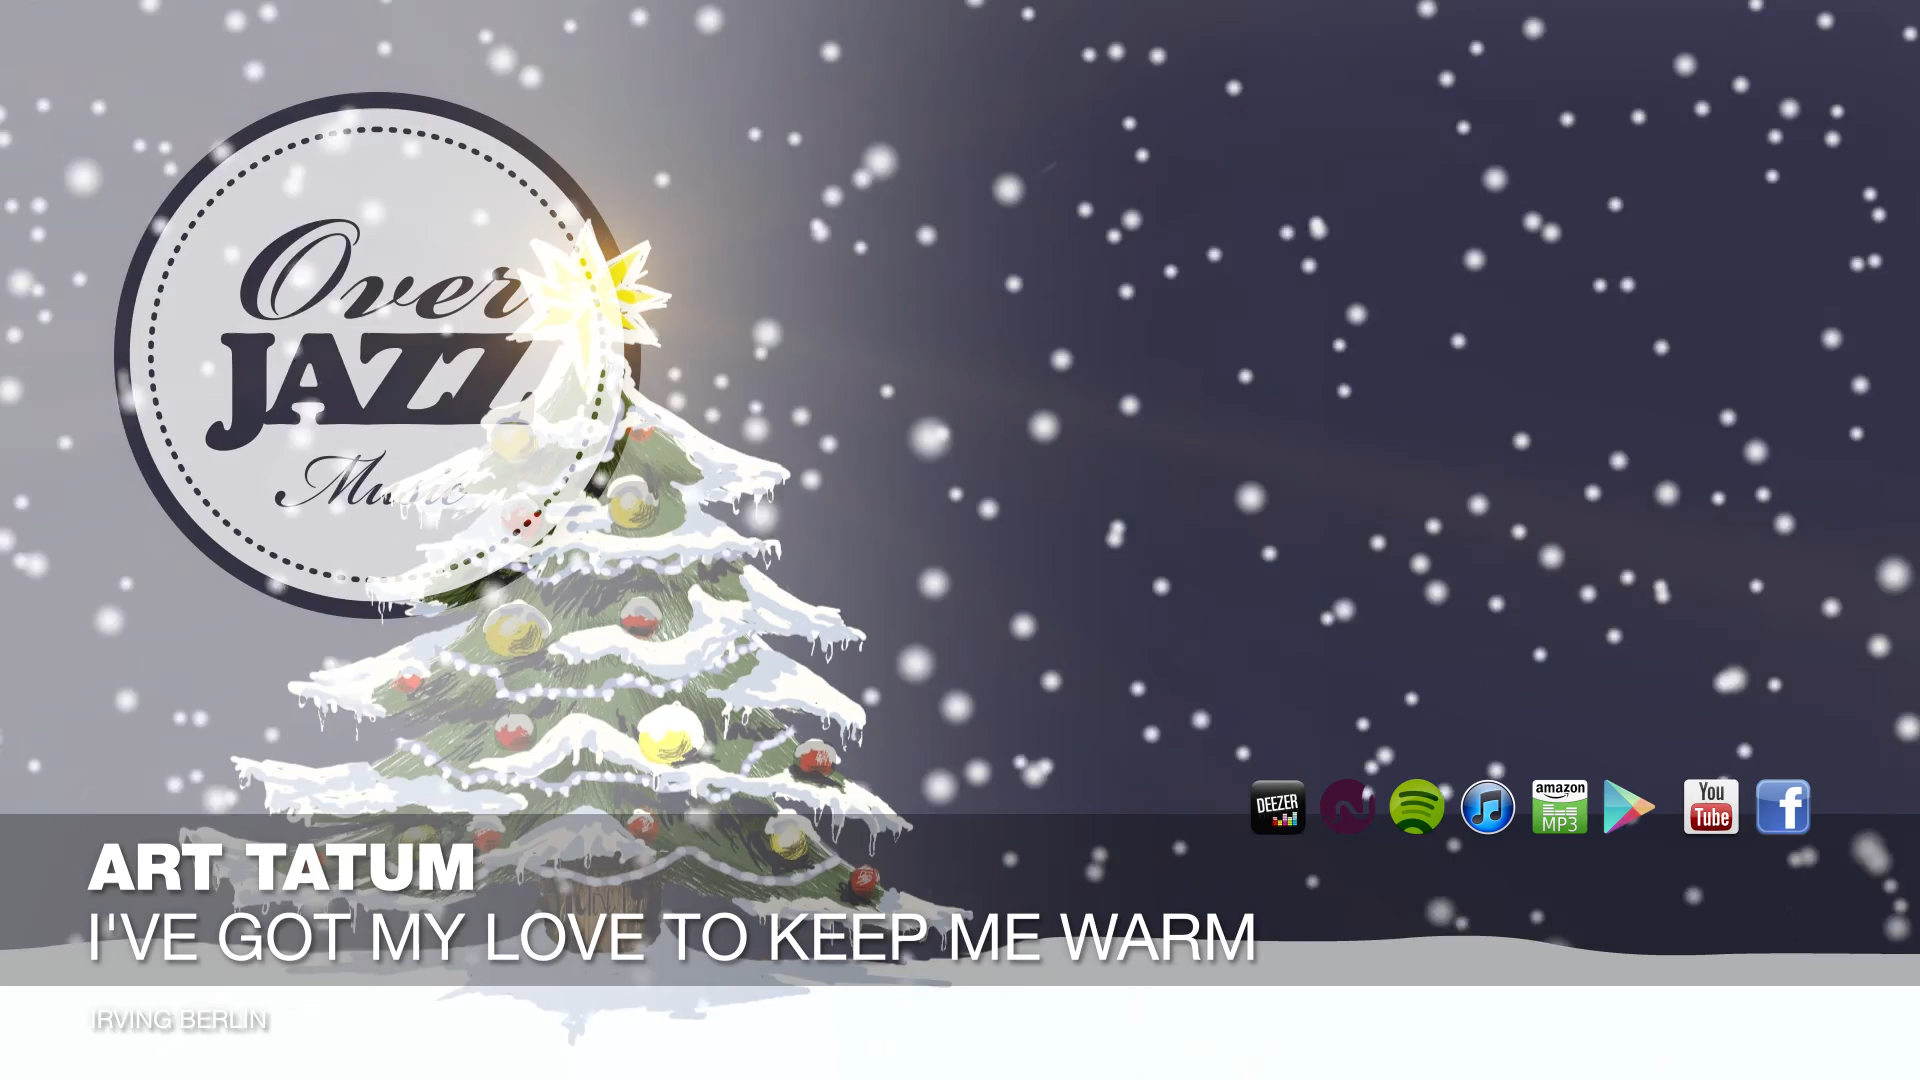 Over
JAZZ
Music
DEEZER
amazon
MP3
You
Tube
f
ART TATUM
I'VE GOT MY LOVE TO KEEP ME WARM
IRVING BERLIN